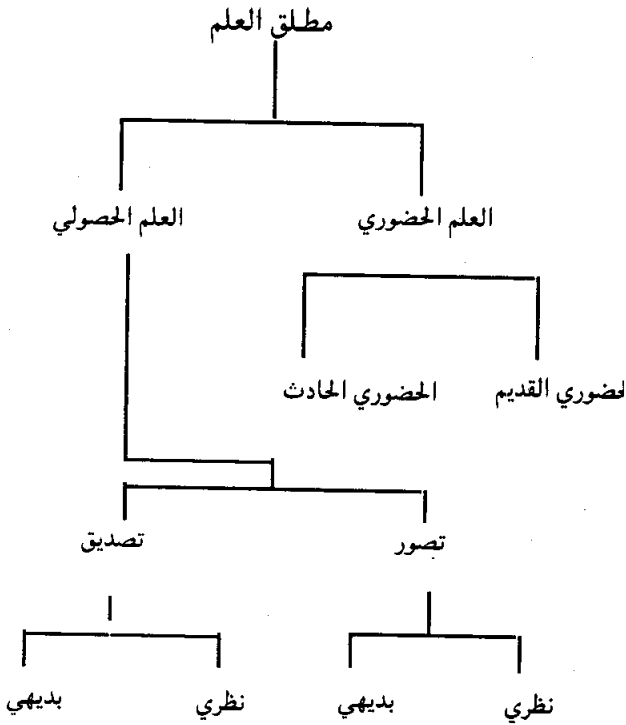 مطلق العلم
العلم الحضوري العلم الحصولي
لحضوري القديم الحضوري الحادث
تصور تصديق
نظري بديهي نظري بديهي